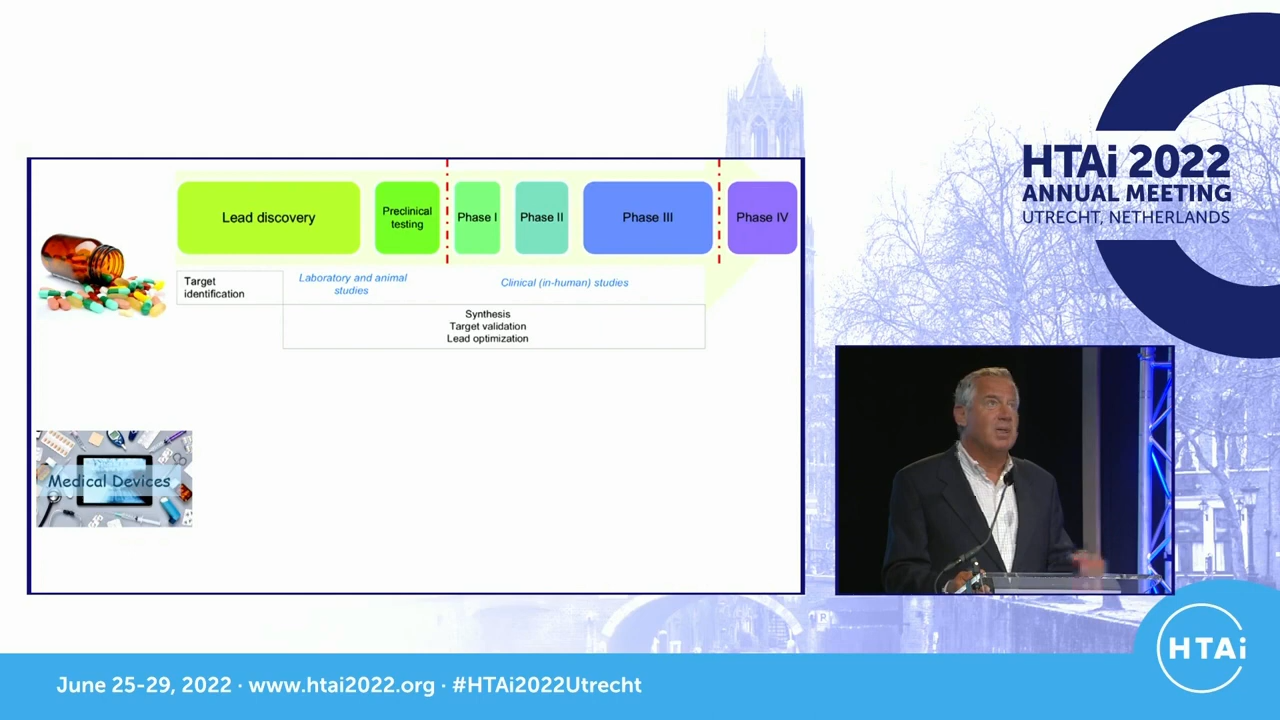 HTAi 2022
ANNUAL MEETING
UTRECHT, NETHERLANDS
Lead discovery
Preclinical
testing
Phase I
Phase II
Phase III
Phase IV
Target
identification
Laboratory and animal
studies
Clinical (in-human) studies
Synthesis
Target validation
Lead optimization
Medical Devices
R
HTAi
June 25-29, 2022 · www.htai2022.org · #HTAi2022Utrecht